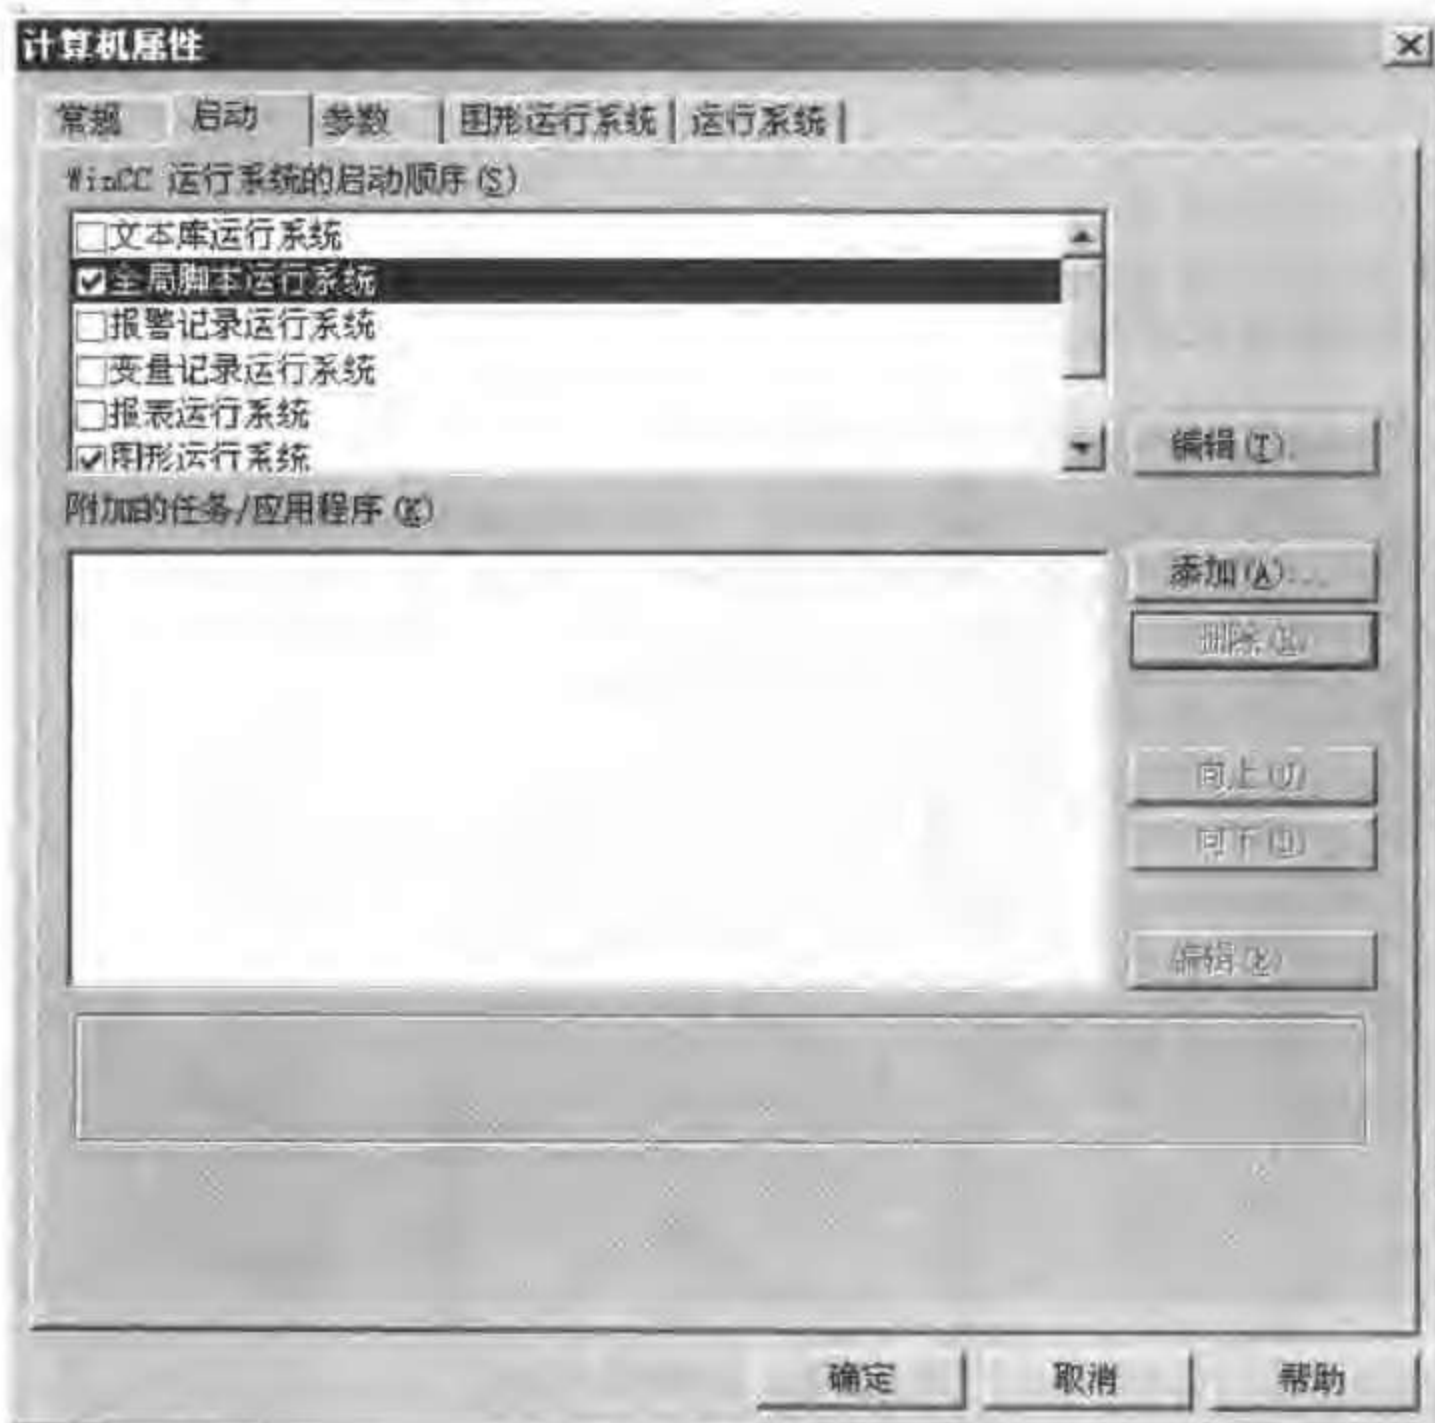 计算机属性
常规 启动 参数 图形运行系统 运行系统
WinCC 运行系统的启动顺序(S)
文本库运行系统
全局脚本运行系统
报警记录运行系统
变量记录运行系统
报表运行系统
图形运行系统
编辑(T).
附加的任务/应用程序(K)
添加(A)...
删除(R)
向上(U)
向下(D)
编辑(E)
确定 取消 帮助